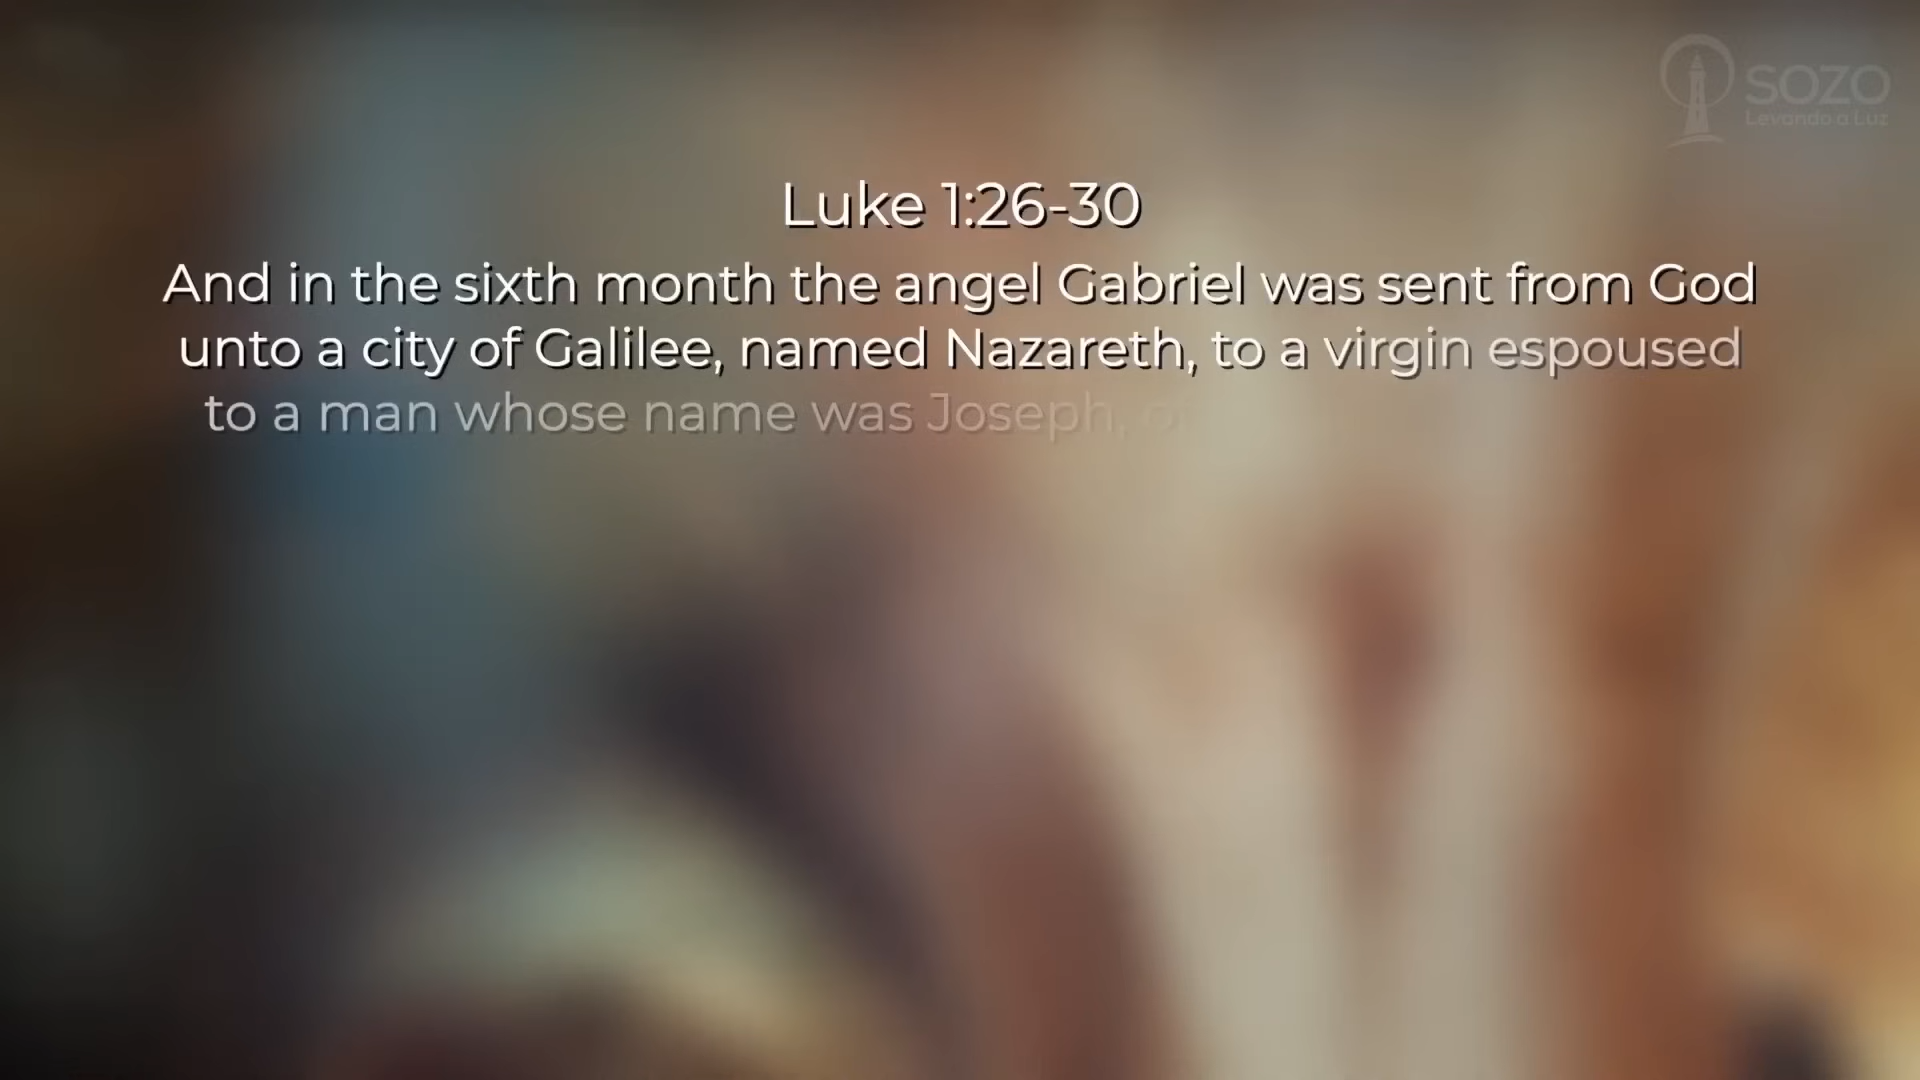 SOZO
Levando a Luz
Luke 1:26-30
And in the sixth month the angel Gabriel was sent from God
unto a city of Galilee, named Nazareth, to a virgin espoused
to a man whose name was Joseph, of